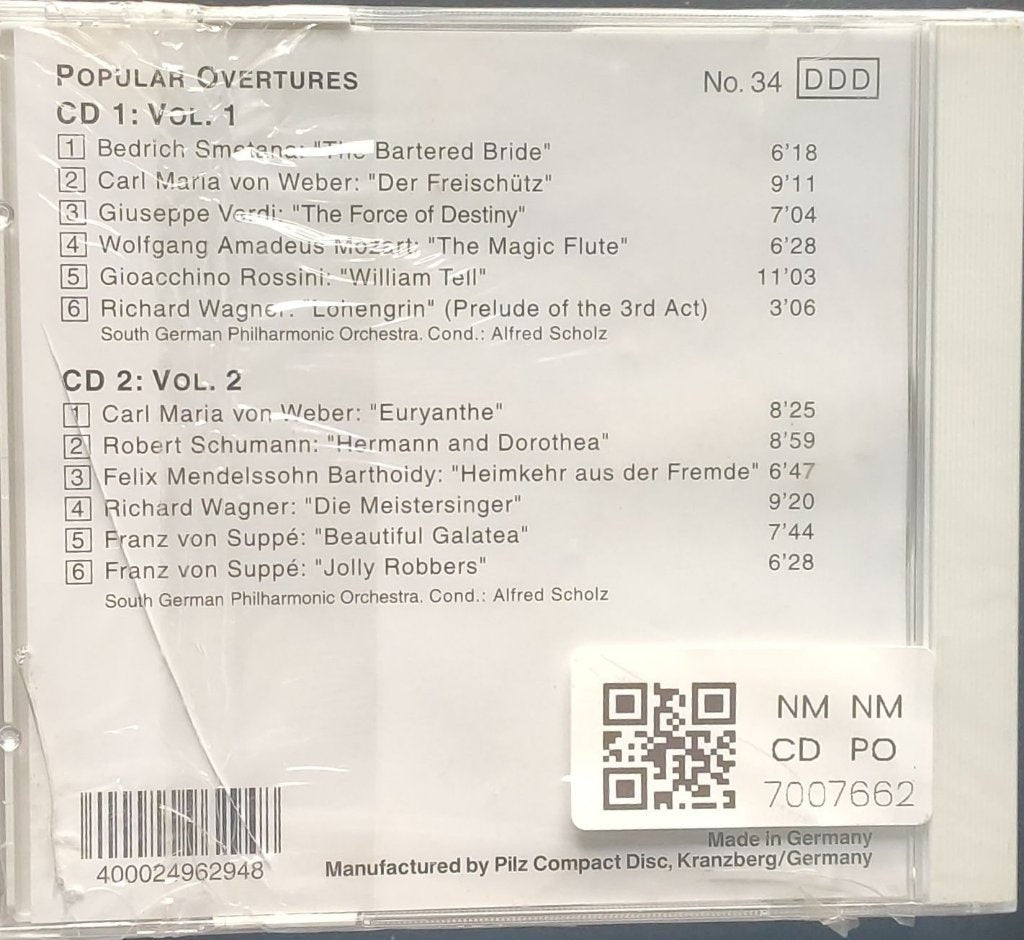 POPULAR OVERTURES
No. 34 DDD
CD 1: VOL. 1
1 Bedrich Smetana: "The Bartered Bride" 6'18
2 Carl Maria von Weber: "Der Freischütz" 9'11
3 Giuseppe Verdi: "The Force of Destiny" 7'04
4 Wolfgang Amadeus Mozart: "The Magic Flute" 6'28
5 Gioacchino Rossini: "William Tell" 11'03
6 Richard Wagner: "Lohengrin" (Prelude of the 3rd Act) 3'06
South German Philharmonic Orchestra. Cond.: Alfred Scholz
CD 2: VOL. 2
1 Carl Maria von Weber: "Euryanthe" 8'25
2 Robert Schumann: "Hermann and Dorothea" 8'59
3 Felix Mendelssohn Barthoidy: "Heimkehr aus der Fremde" 6'47
4 Richard Wagner: "Die Meistersinger" 9'20
5 Franz von Suppé: "Beautiful Galatea" 7'44
6 Franz von Suppé: "Jolly Robbers" 6'28
South German Philharmonic Orchestra. Cond.: Alfred Scholz
NM NM
CD PO
7007662
400024962948
Made in Germany
Manufactured by Pilz Compact Disc, Kranzberg/Germany